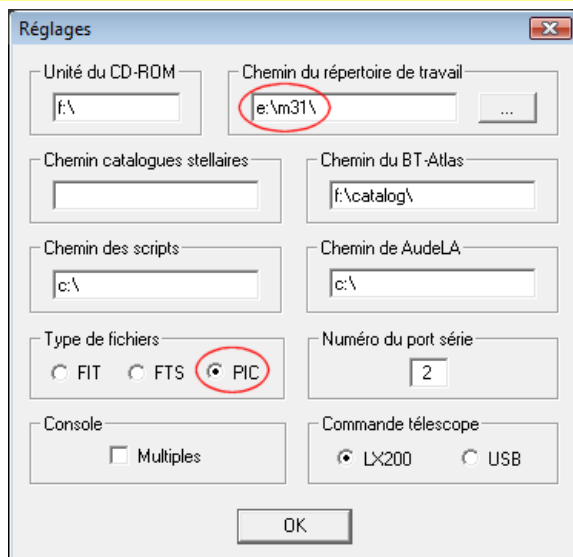 Réglages
Unité du CD-ROM
f:\
Chemin du répertoire de travail
e:\m31\
...
Chemin catalogues stellaires
Chemin du BT-Atlas
f:\catalog\
Chemin des scripts
c:\
Chemin de AudeLA
c:\
Type de fichiers
FIT FTS PIC
Numéro du port série
2
Console
Multiples
Commande télescope
LX200 USB
OK